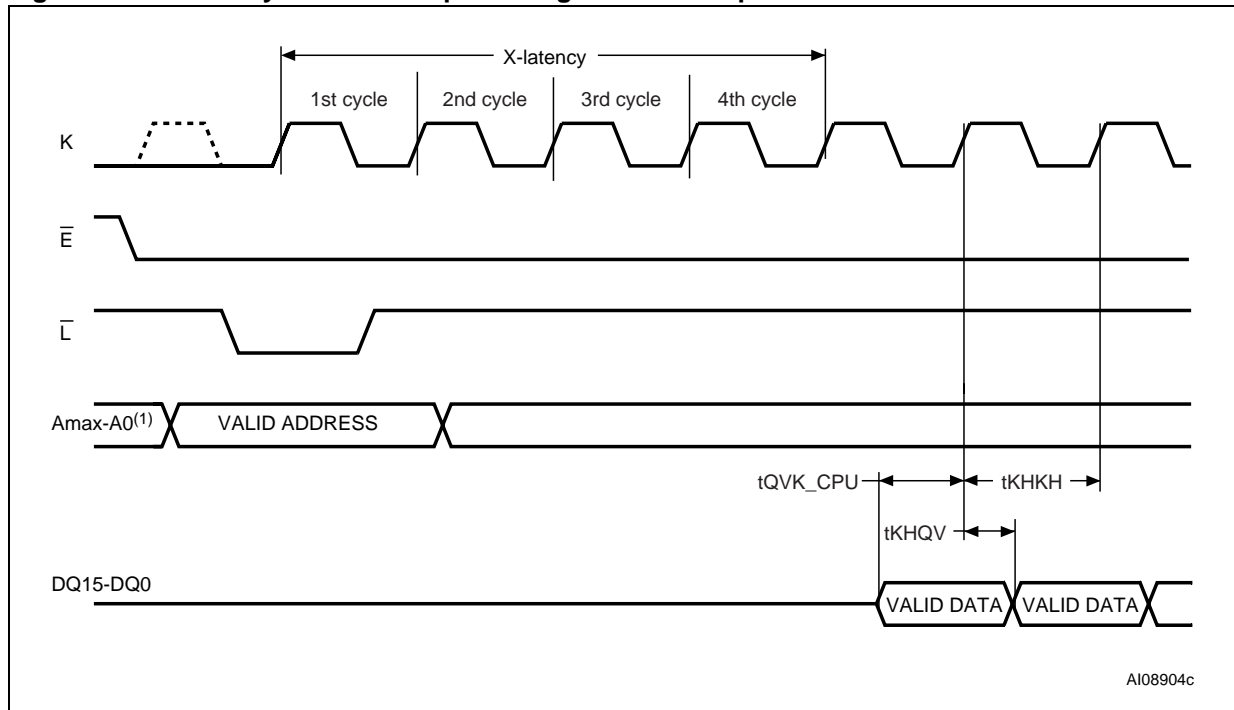 X-latency
1st cycle 2nd cycle 3rd cycle 4th cycle
K
E̅
L̅
Amax-A0(1) VALID ADDRESS
tQVK_CPU tKHKH
tKHQV
DQ15-DQ0
VALID DATA VALID DATA
AI08904c